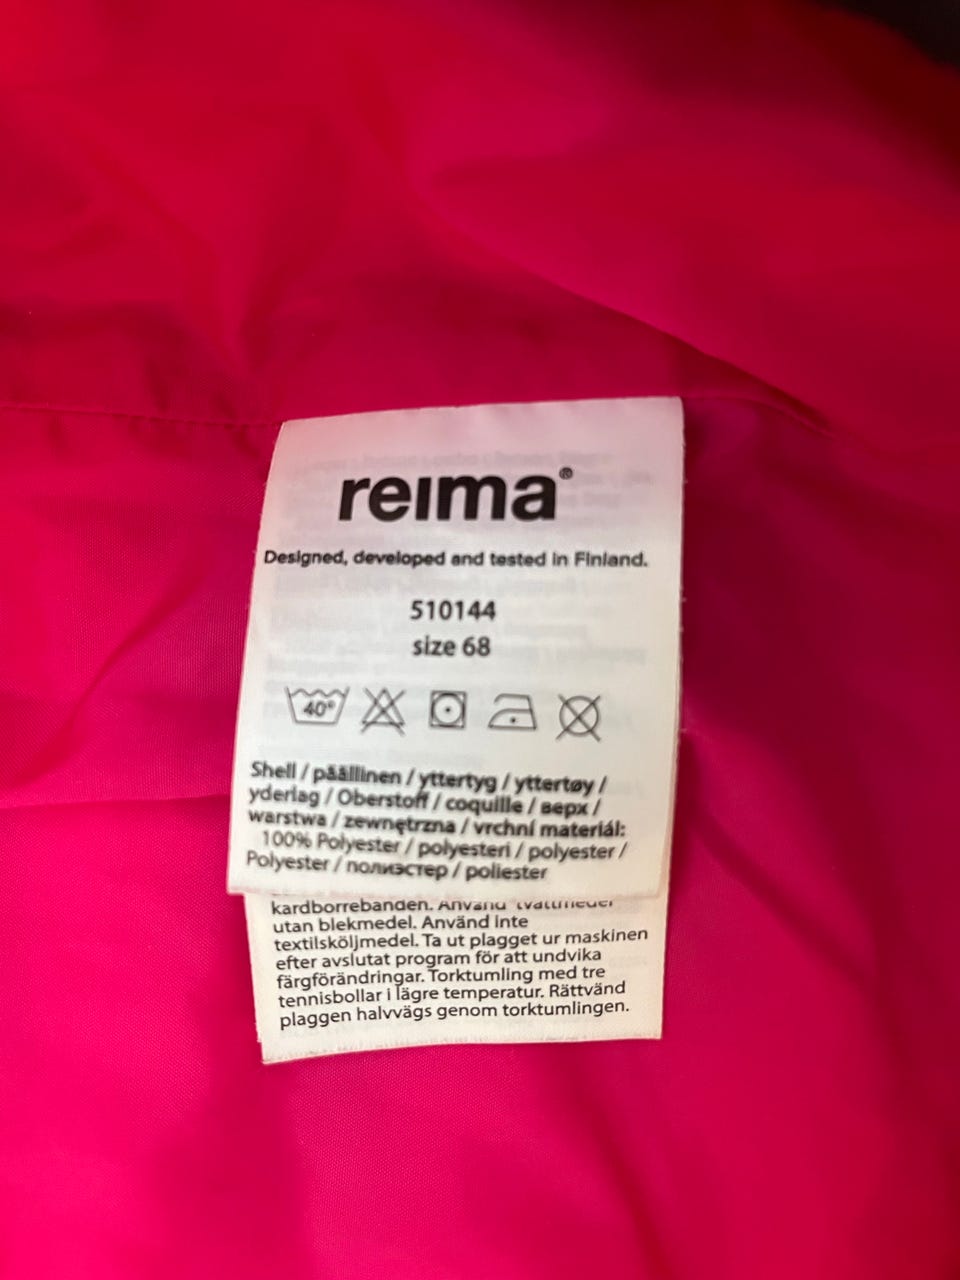 reima®
Designed, developed and tested in Finland.
510144
size 68
40°
Shell / päällinen / yttertyg / yttertøy /
yderlag / Oberstoff / coquille / верх /
warstwa / zewnętrzna / vrchní materiál:
100% Polyester / polyesteri / polyester /
Polyester / полиэстер / poliester
kardborrebanden. Använd tvättmedel
utan blekmedel. Använd inte
textilsköljmedel. Ta ut plagget ur maskinen
efter avslutat program för att undvika
färgförändringar. Torktumling med tre
tennisbollar i lägre temperatur. Rättvänd
plaggen halvvägs genom torktumlingen.